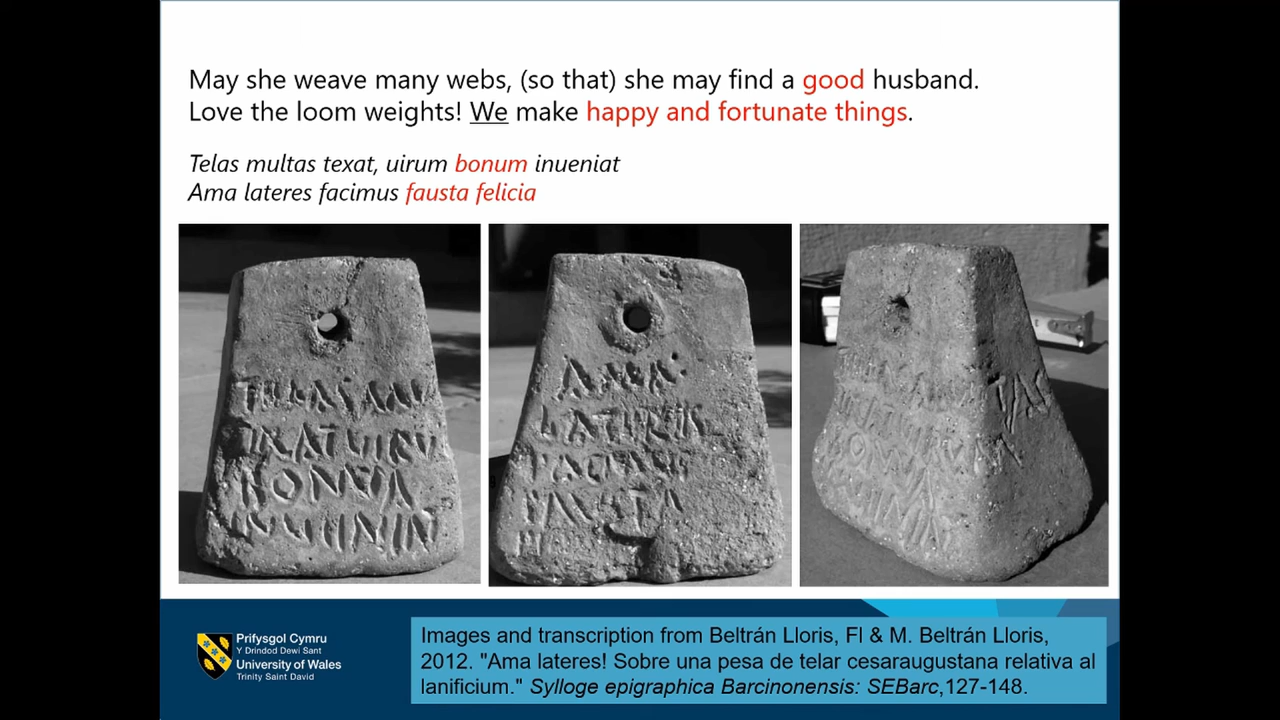 May she weave many webs, (so that) she may find a good husband.
Love the loom weights! We make happy and fortunate things.
Telas multas texat, uirum bonum inueniat
Ama lateres facimus fausta felicia
Prifysgol Cymru
Y Drindod Dewi Sant
University of Wales
Trinity Saint David
Images and transcription from Beltrán Lloris, FI & M. Beltrán Lloris,
2012. "Ama lateres! Sobre una pesa de telar cesaraugustana relativa al
lanificium." Sylloge epigraphica Barcinonensis: SEBarc,127-148.